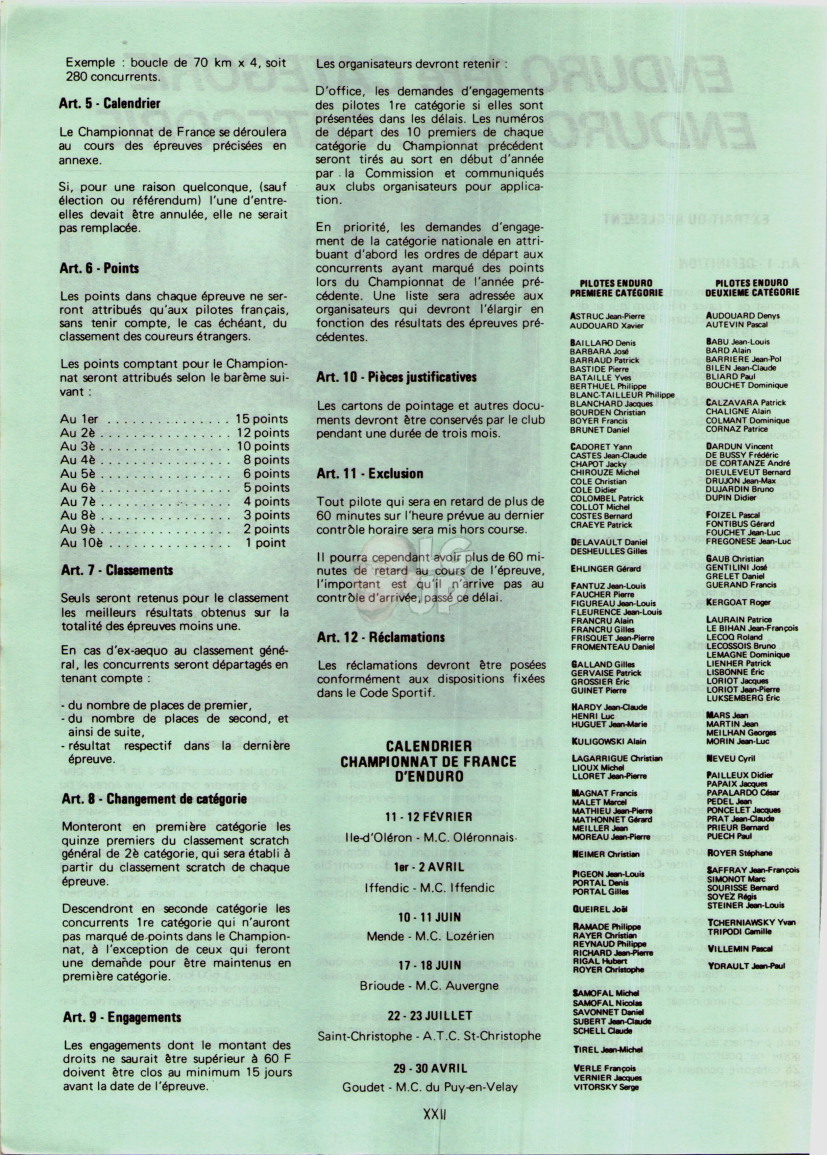 Exemple : boucle de 70 km x 4, soit
280 concurrents.
Art. 5 - Calendrier
Le Championnat de France se déroulera
au cours des épreuves précisées en
annexe.
Si, pour une raison quelconque, (sauf
élection ou référendum) l'une d'entre-
elles devait être annulée, elle ne serait
pas remplacée.
Art. 6 - Points
Les points dans chaque épreuve ne ser-
ront attribués qu'aux pilotes français,
sans tenir compte, le cas échéant, du
classement des coureurs étrangers.
Les points comptant pour le Champion-
nat seront attribués selon le barême sui-
vant :
Au 1er . . . . . . . . . . . . . . . 15 points
Au 2è . . . . . . . . . . . . . . . . 12 points
Au 3è . . . . . . . . . . . . . . . . 10 points
Au 4è . . . . . . . . . . . . . . . . 8 points
Au 5è . . . . . . . . . . . . . . . . 6 points
Au 6è . . . . . . . . . . . . . . . . 5 points
Au 7è . . . . . . . . . . . . . . . . 4 points
Au 8è . . . . . . . . . . . . . . . . 3 points
Au 9è . . . . . . . . . . . . . . . . 2 points
Au 10è . . . . . . . . . . . . . . . 1 point
Art. 7 - Classements
Seuls seront retenus pour le classement
les meilleurs résultats obtenus sur la
totalité des épreuves moins une.
En cas d'ex-aequo au classement géné-
ral, les concurrents seront départagés en
tenant compte :
- du nombre de places de premier,
- du nombre de places de second, et
ainsi de suite,
- résultat respectif dans la dernière
épreuve.
Art. 8 - Changement de catégorie
Monteront en première catégorie les
quinze premiers du classement scratch
général de 2è catégorie, qui sera établi à
partir du classement scratch de chaque
épreuve.
Descendront en seconde catégorie les
concurrents 1re catégorie qui n'auront
pas marqué de points dans le Champion-
nat, à l'exception de ceux qui feront
une demande pour être maintenus en
première catégorie.
Art. 9 - Engagements
Les engagements dont le montant des
droits ne saurait être supérieur à 60 F
doivent être clos au minimum 15 jours
avant la date de l'épreuve.
Les organisateurs devront retenir :
D'office, les demandes d'engagements
des pilotes 1re catégorie si elles sont
présentées dans les délais. Les numéros
de départ des 10 premiers de chaque
catégorie du Championnat précédent
seront tirés au sort en début d'année
par la Commission et communiqués
aux clubs organisateurs pour applica-
tion.
En priorité, les demandes d'engage-
ment de la catégorie nationale en attri-
buant d'abord les ordres de départ aux
concurrents ayant marqué des points
lors du Championnat de l'année pré-
cédente. Une liste sera adressée aux
organisateurs qui devront l'élargir en
fonction des résultats des épreuves pré-
cédentes.
Art. 10 - Pièces justificatives
Les cartons de pointage et autres docu-
ments devront être conservés par le club
pendant une durée de trois mois.
Art. 11 - Exclusion
Tout pilote qui sera en retard de plus de
60 minutes sur l'heure prévue au dernier
contrôle horaire sera mis hors course.
Il pourra cependant avoir plus de 60 mi-
nutes de retard au cours de l'épreuve,
l'important est qu'il n'arrive pas au
contrôle d'arrivée, passé ce délai.
Art. 12 - Réclamations
Les réclamations devront être posées
conformément aux dispositions fixées
dans le Code Sportif.
CALENDRIER
CHAMPIONNAT DE FRANCE
D'ENDURO
11 - 12 FÉVRIER
Ile-d'Oléron - M.C. Oléronnais
1er - 2 AVRIL
Iffendic - M.C. Iffendic
10 - 11 JUIN
Mende - M.C. Lozérien
17 - 18 JUIN
Brioude - M.C. Auvergne
22 - 23 JUILLET
Saint-Christophe - A.T.C. St-Christophe
29 - 30 AVRIL
Goudet - M.C. du Puy-en-Velay
PILOTES ENDURO
PREMIERE CATÉGORIE
ASTRUC Jean-Pierre
AUDOUARD Xavier
BAILLARD Denis
BARBARA José
BARRAUD Patrick
BASTIDE Pierre
BATAILLE Yves
BERTHUEL Philippe
BLANC-TAILLEUR Philippe
BLANCHARD Jacques
BOURDEN Christian
BOYER Francis
BRUNET Daniel
CADORET Yann
CASTES Jean-Claude
CHAPOT Jacky
CHIROUZE Michel
COLE Christian
COLE Didier
COLOMBEL Patrick
COLLOT Michel
COSTES Bernard
CRAEYE Patrick
DELAVAULT Daniel
DESHEULLES Gilles
EHLINGER Gérard
FANTUZ Jean-Louis
FAUCHER Pierre
FIGUREAU Jean-Louis
FLEURENCE Jean-Louis
FRANCRU Alain
FRANCRU Gilles
FRISQUET Jean-Pierre
FROMENTEAU Daniel
GALLAND Gilles
GERVAISE Patrick
GROSSIER Éric
GUINET Pierre
HARDY Jean-Claude
HENRI Luc
HUGUET Jean-Marie
KULIGOWSKI Alain
LAGARRIGUE Christian
LIOUX Michel
LLORET Jean-Pierre
MAGNAT Francis
MALET Marcel
MATHIEU Jean-Pierre
MATHONNET Gérard
MEILLER Jean
MOREAU Jean-Pierre
NEIMER Christian
PIGEON Jean-Louis
PORTAL Denis
PORTAL Gilles
QUEIREL Joël
RAMADE Philippe
RAYER Christian
REYNAUD Philippe
RICHARD Jean-Pierre
RIGAL Hubert
ROYER Christophe
SAMOFAL Michel
SAMOFAL Nicolas
SAVONNET Daniel
SUBERT Jean-Claude
SCHELL Claude
TIREL Jean-Michel
VERLE François
VERNIER Jacques
VITORSKY Serge
PILOTES ENDURO
DEUXIEME CATÉGORIE
AUDOUARD Denys
AUTEVIN Pascal
BABU Jean-Louis
BARD Alain
BARRIERE Jean-Pol
BILEN Jean-Claude
BLIARD Paul
BOUCHET Dominique
CALZAVARA Patrick
CHALIGNE Alain
COLMANT Dominique
CORNAZ Patrice
DARDUN Vincent
DE BUSSY Frédéric
DE CORTANZE André
DIEULEVEUT Bernard
DRUJON Jean-Max
DUJARDIN Bruno
DUPIN Didier
FOIZEL Pascal
FONTIBUS Gérard
FOUCHET Jean-Luc
FREGONESE Jean-Luc
GAUB Christian
GENTILINI José
GRELET Daniel
GUERAND Francis
KERGOAT Roger
LAURAIN Patrice
LE BIHAN Jean-François
LECOQ Roland
LECOSSOIS Bruno
LEMAGNE Dominique
LIENHER Patrick
LISBONNE Éric
LORIOT Jacques
LORIOT Jean-Pierre
LUKSEMBERG Éric
MARS Jean
MARTIN Jean
MEILHAN Georges
MORIN Jean-Luc
NEVEU Cyril
PAILLEUX Didier
PAPAIX Jacques
PAPALARDO César
PEDEL Jean
PONCELET Jacques
PRAT Jean-Claude
PRIEUR Bernard
PUECH Paul
ROYER Stéphane
SAFFRAY Jean-François
SIMONOT Marc
SOURISSE Bernard
SOYEZ Régis
STEINER Jean-Louis
TCHERNIAWSKY Yvan
TRIPODI Camille
VILLEMIN Pascal
YDRAULT Jean-Paul
XXII